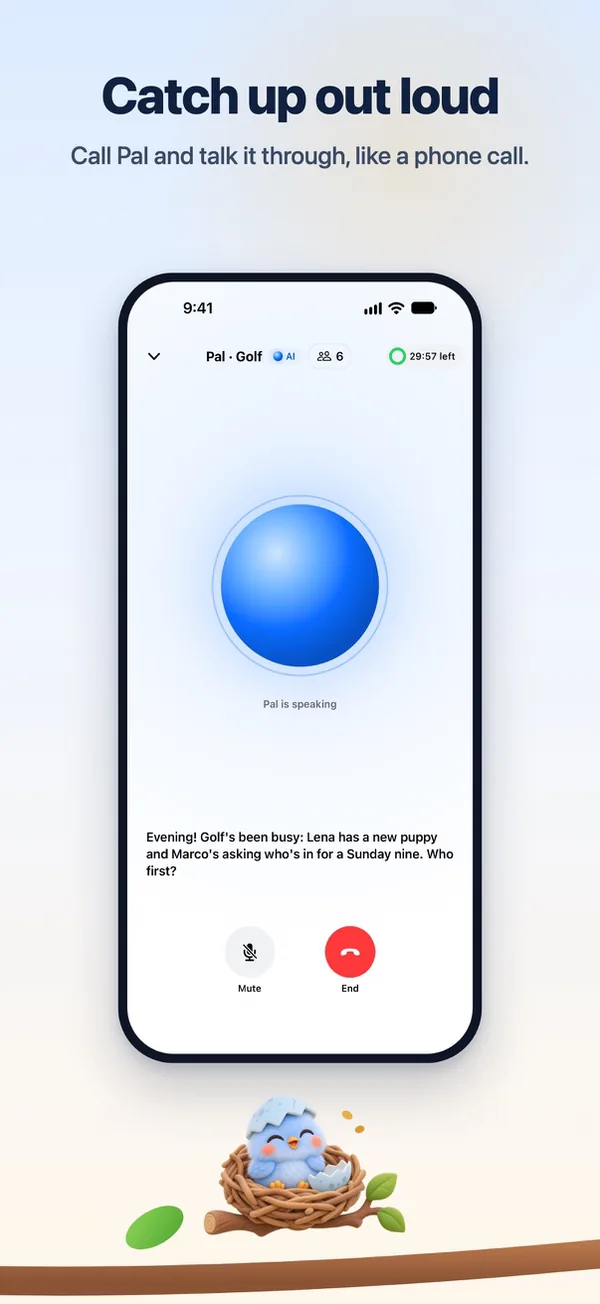 Catch up out loud
Call Pal and talk it through, like a phone call.
9:41
Pal · Golf AI 6 29:57 left
Pal is speaking
Evening! Golf's been busy: Lena has a new puppy
and Marco's asking who's in for a Sunday nine. Who
first?
Mute End